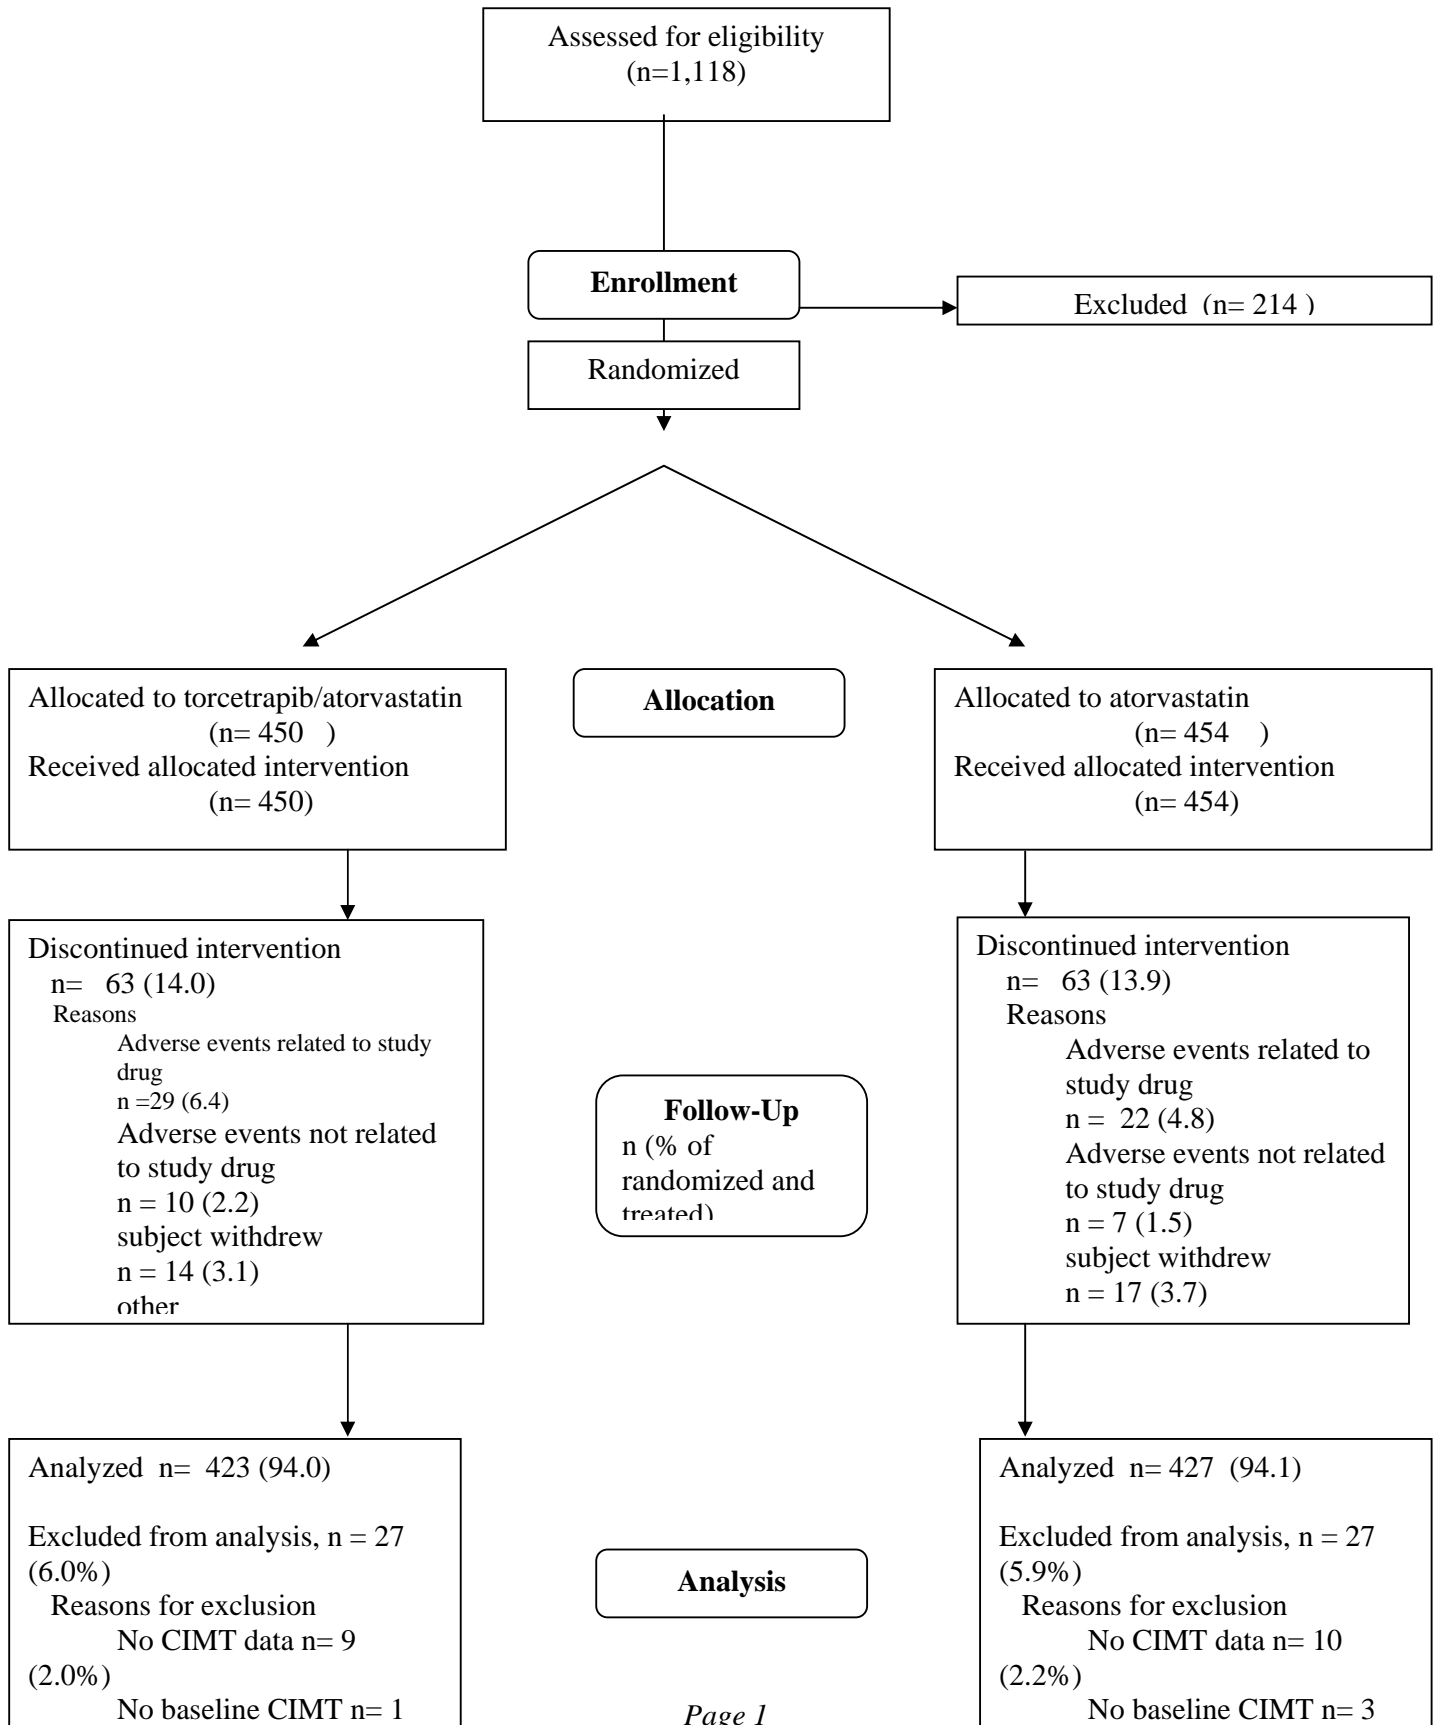 Assessed for eligibility
(n=1,118)
Enrollment
Excluded (n= 214 )
Randomized
Allocated to torcetrapib/atorvastatin
(n= 450 )
Received allocated intervention
(n= 450)
Allocation
Allocated to atorvastatin
(n= 454 )
Received allocated intervention
(n= 454)
Discontinued intervention
n= 63 (14.0)
Reasons
Adverse events related to study
drug
n =29 (6.4)
Adverse events not related
to study drug
n = 10 (2.2)
subject withdrew
n = 14 (3.1)
other
Follow-Up
n (% of
randomized and
treated)
Discontinued intervention
n= 63 (13.9)
Reasons
Adverse events related to
study drug
n = 22 (4.8)
Adverse events not related
to study drug
n = 7 (1.5)
subject withdrew
n = 17 (3.7)
Analyzed n= 423 (94.0)
Excluded from analysis, n = 27
(6.0%)
Reasons for exclusion
No CIMT data n= 9
(2.0%)
No baseline CIMT n= 1
Analysis
Analyzed n= 427 (94.1)
Excluded from analysis, n = 27
(5.9%)
Reasons for exclusion
No CIMT data n= 10
(2.2%)
No baseline CIMT n= 3
Page 1